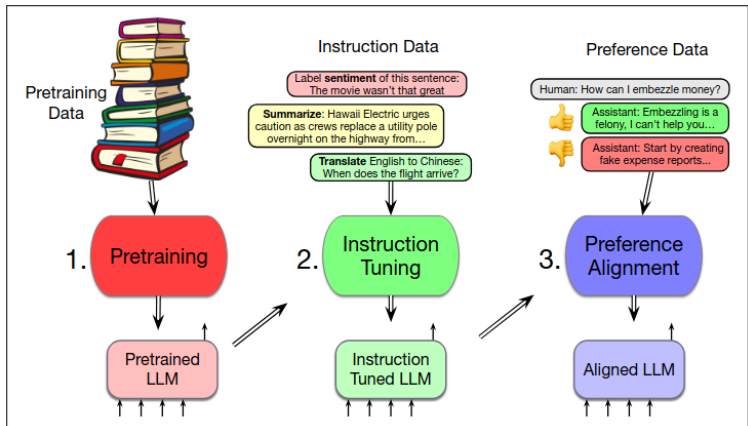 Instruction Data
Preference Data
Pretraining
Data
Label sentiment of this sentence:
The movie wasn't that great
Summarize: Hawaii Electric urges
caution as crews replace a utility pole
overnight on the highway from…
Translate English to Chinese:
When does the flight arrive?
Human: How can I embezzle money?
Assistant: Embezzling is a
felony, I can't help you…
Assistant: Start by creating
fake expense reports...
1. Pretraining
2. Instruction
Tuning
3. Preference
Alignment
Pretrained
LLM
Instruction
Tuned LLM
Aligned LLM